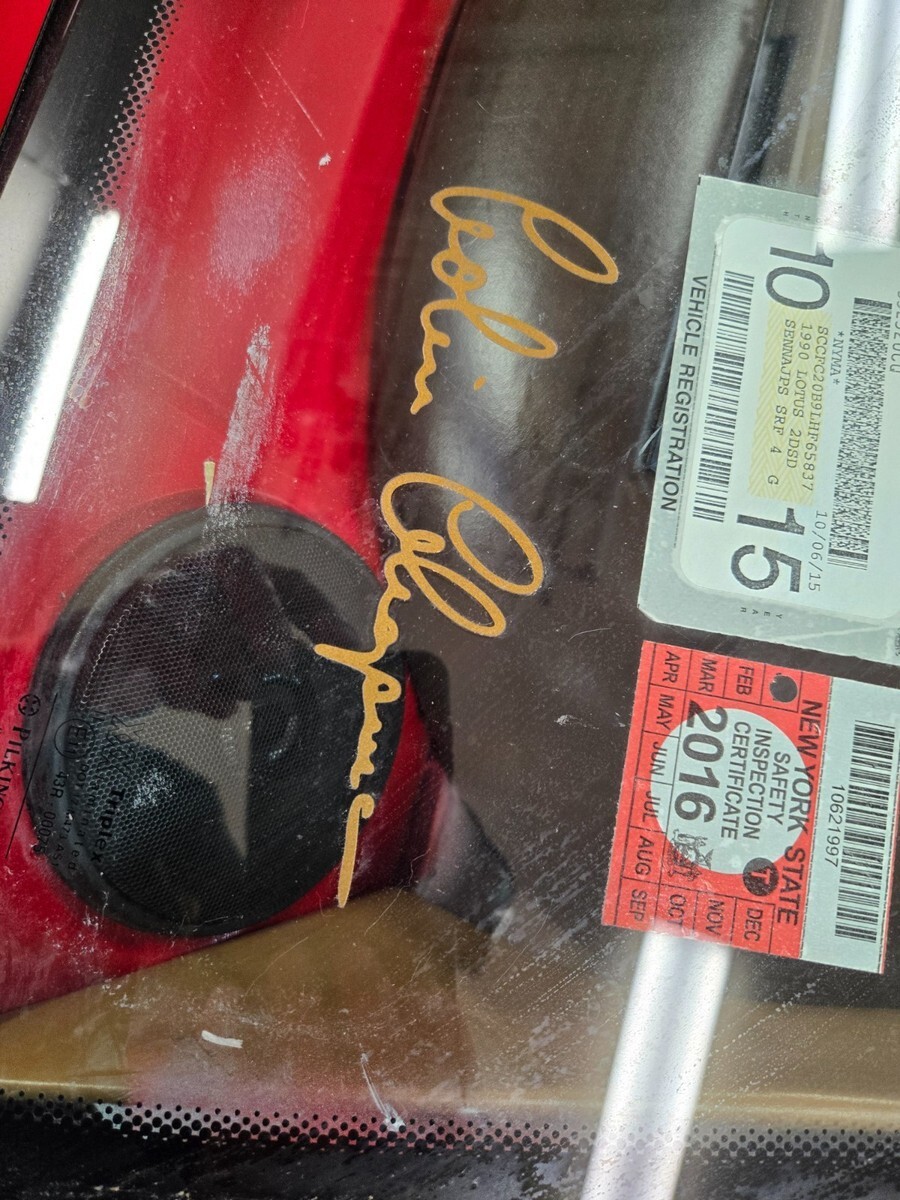 Colin Chapman
10 15
*NYMA*
SCCFC20B9LHF65837
1990 LOTUS 2DSD
SENNAJPS SRF 4 G
10/06/15
VEHICLE REGISTRATION
10621997
NEW YORK STATE
SAFETY
INSPECTION
CERTIFICATE
2016
FEB
MAR
APR MAY JUN JUL AUG SEP
OCT
NOV
DEC
T
Triplex